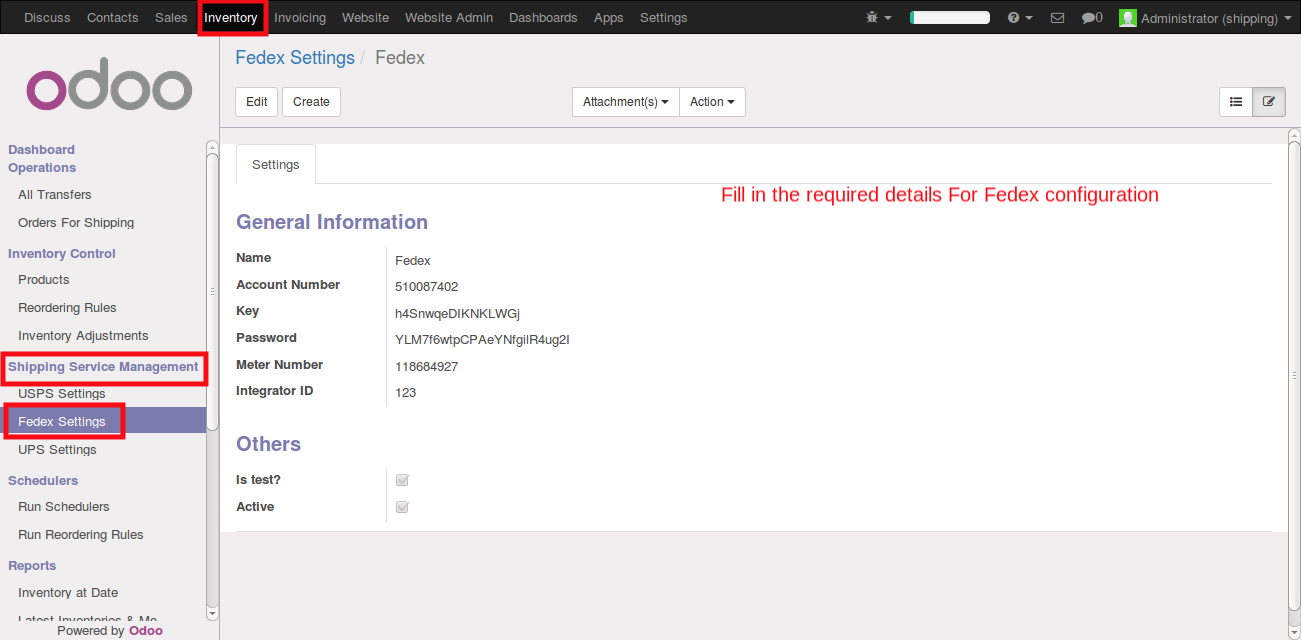 Discuss Contacts Sales Inventory Invoicing Website Website Admin Dashboards Apps Settings 0 Administrator (shipping)
odoo
Fedex Settings / Fedex
Edit Create Attachment(s) Action
Dashboard
Operations
All Transfers
Orders For Shipping
Inventory Control
Products
Reordering Rules
Inventory Adjustments
Shipping Service Management
USPS Settings
Fedex Settings
UPS Settings
Schedulers
Run Schedulers
Run Reordering Rules
Reports
Inventory at Date
Latest Inventories & Mo
Powered by Odoo
Settings
Fill in the required details For Fedex configuration
General Information
Name Fedex
Account Number 510087402
Key h4SnwqeDIKNKLWGj
Password YLM7f6wtpCPAeYNfgilR4ug2I
Meter Number 118684927
Integrator ID 123
Others
Is test?
Active